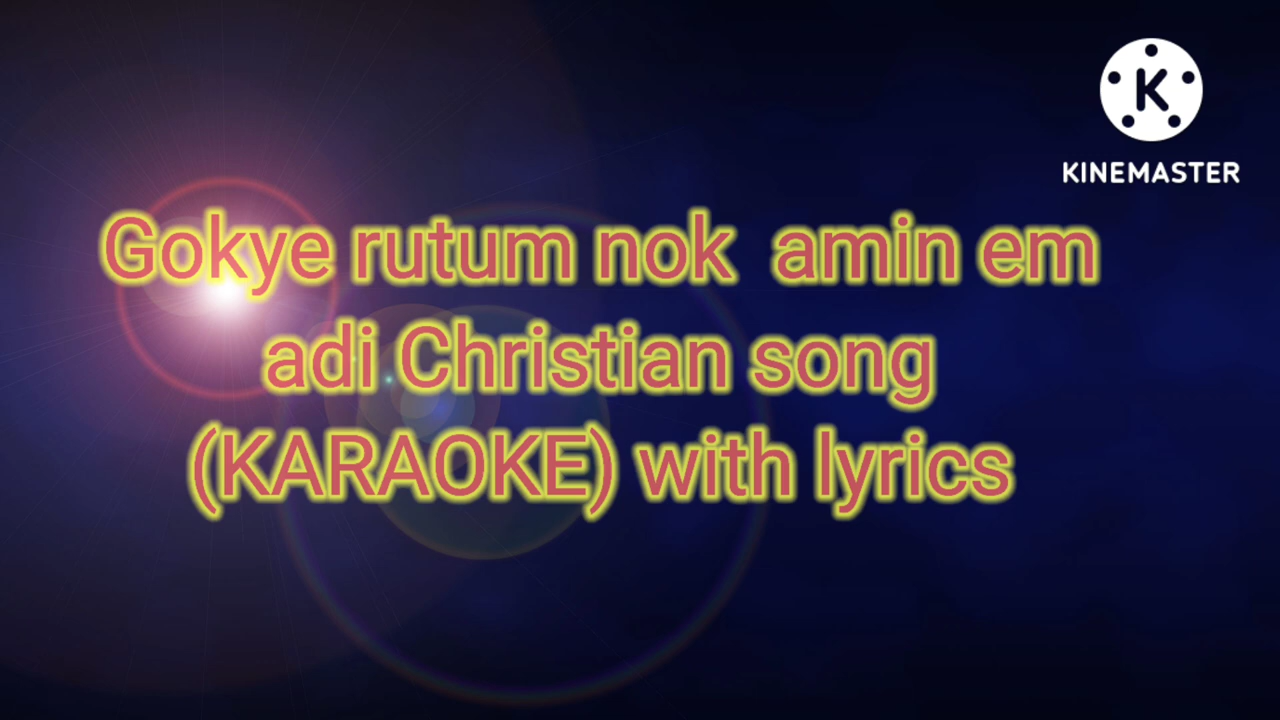 K
KINEMASTER
Gokye rutum nok amin em
adi Christian song
(KARAOKE) with lyrics